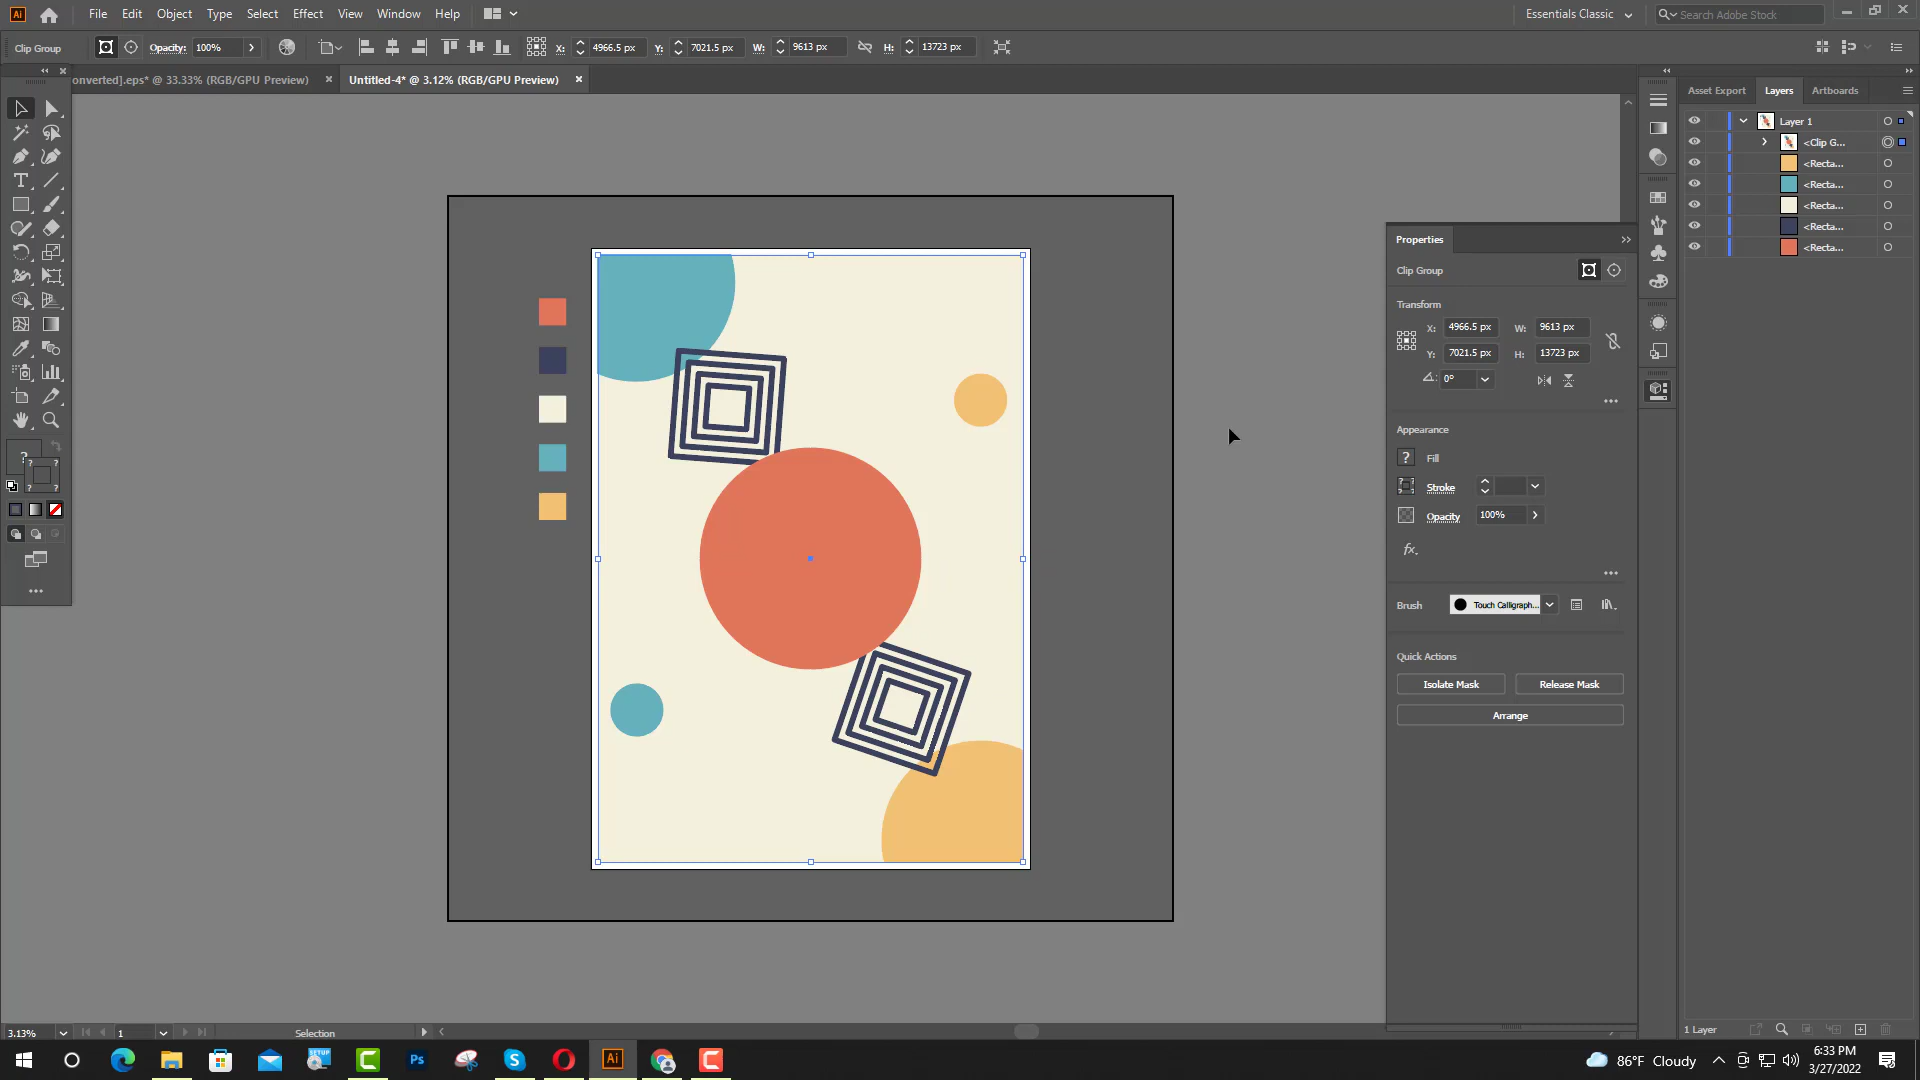 Ai File Edit Object Type Select Effect View Window Help Essentials Classic Search Adobe Stock
Clip Group Opacity: 100% X: 4966.5 px Y: 7021.5 px W: 9613 px H: 13723 px
onverted].eps* @ 33.33% (RGB/GPU Preview) × Untitled-4* @ 3.12% (RGB/GPU Preview) ×
Asset Export Layers Artboards
Layer 1
<Clip G...
<Recta...
<Recta...
<Recta...
<Recta...
<Recta...
Properties
Clip Group
Transform
X: 4966.5 px W: 9613 px
Y: 7021.5 px H: 13723 px
0°
Appearance
? Fill
Stroke
Opacity 100%
fx.
Brush Touch Calligraph...
Quick Actions
Isolate Mask Release Mask
Arrange
3.13% 1 Selection
1 Layer
SETUP
Ps
Ai
86°F Cloudy
6:33 PM
3/27/2022